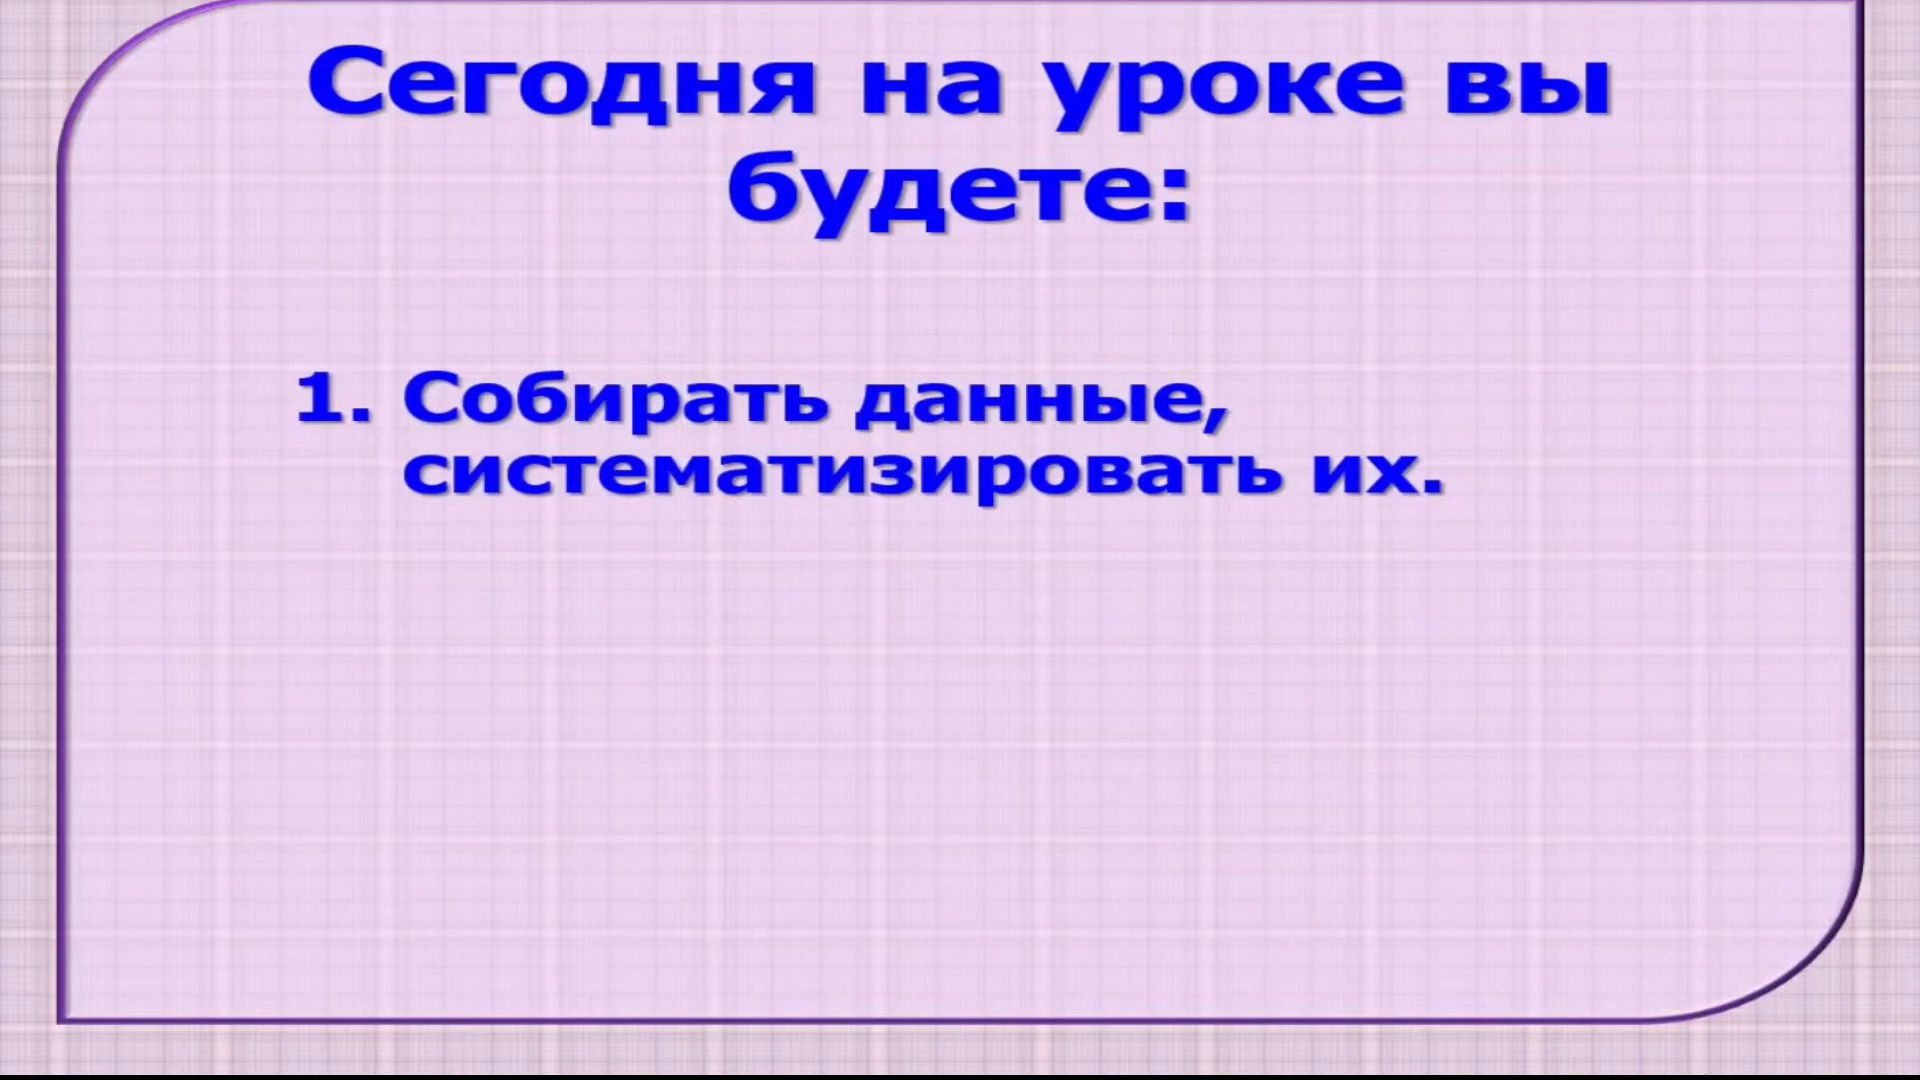 Сегодня на уроке вы
будете:
1. Собирать данные,
систематизировать их.